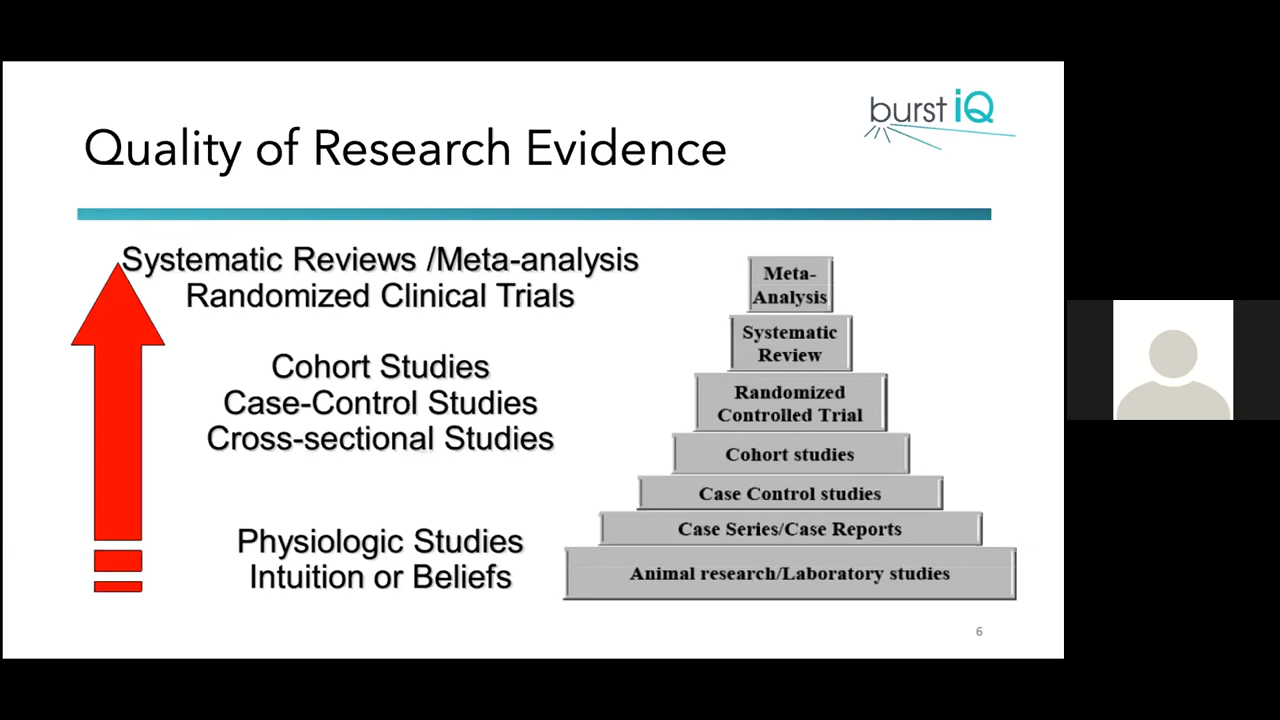 burst iQ
Quality of Research Evidence
Systematic Reviews /Meta-analysis
Randomized Clinical Trials
Cohort Studies
Case-Control Studies
Cross-sectional Studies
Physiologic Studies
Intuition or Beliefs
Meta-
Analysis
Systematic
Review
Randomized
Controlled Trial
Cohort studies
Case Control studies
Case Series/Case Reports
Animal research/Laboratory studies
6